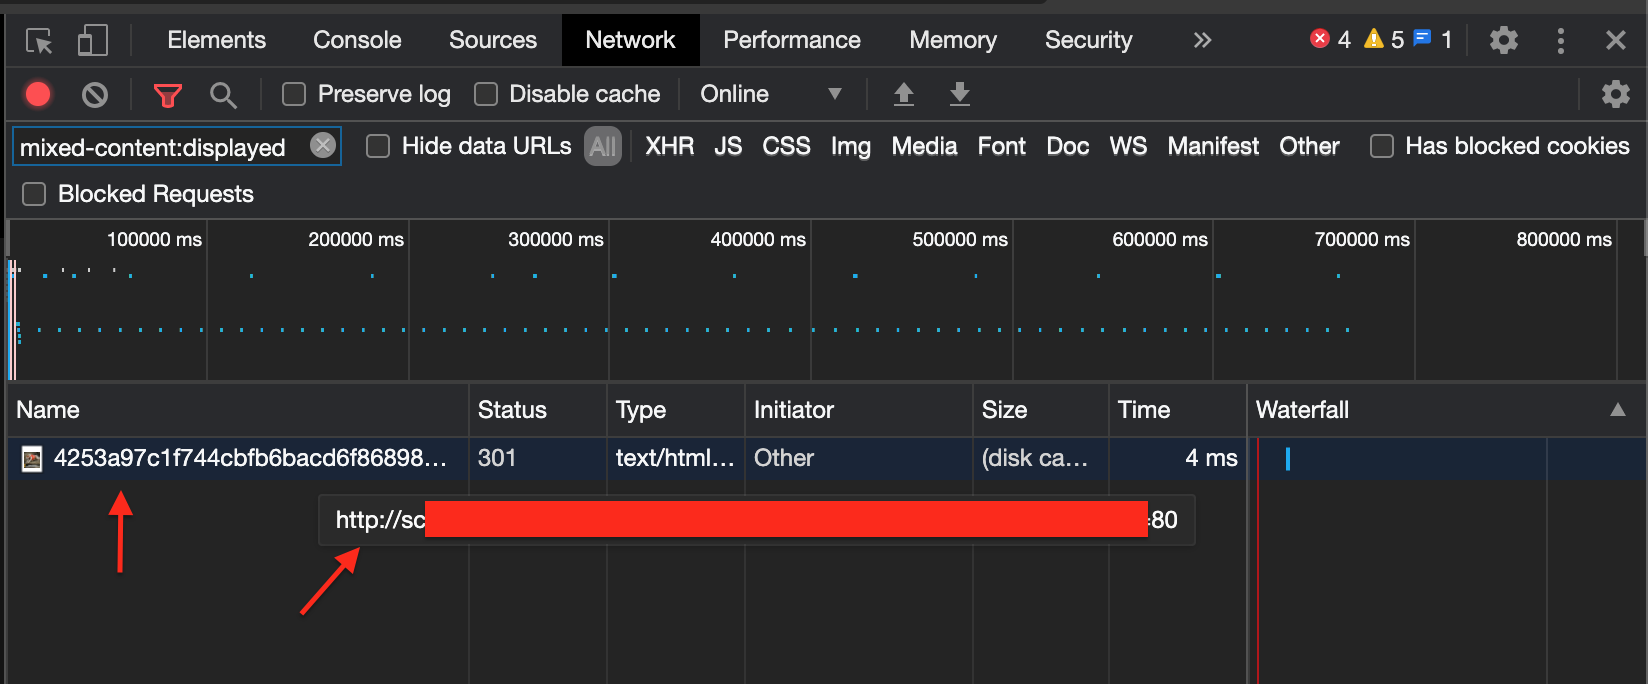 Elements Console Sources Network Performance Memory Security » 4 5 1
Preserve log Disable cache Online
mixed-content:displayed Hide data URLs All XHR JS CSS Img Media Font Doc WS Manifest Other Has blocked cookies
Blocked Requests
100000 ms 200000 ms 300000 ms 400000 ms 500000 ms 600000 ms 700000 ms 800000 ms
Name Status Type Initiator Size Time Waterfall
4253a97c1f744cbfb6bacd6f86898... 301 text/html... Other (disk ca... 4 ms
http://sc =80